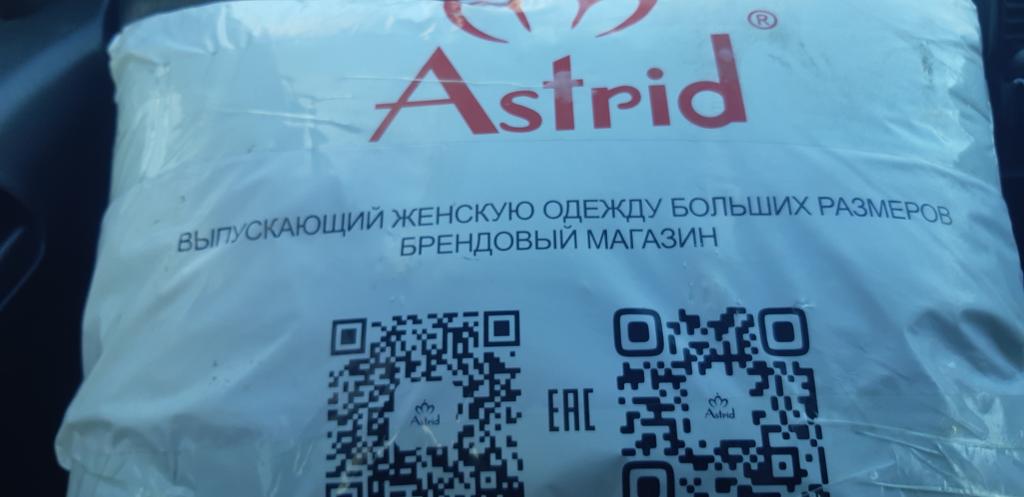 ®
Astrid
ВЫПУСКАЮЩИЙ ЖЕНСКУЮ ОДЕЖДУ БОЛЬШИХ РАЗМЕРОВ
БРЕНДОВЫЙ МАГАЗИН
EAC
Astrid
Astrid